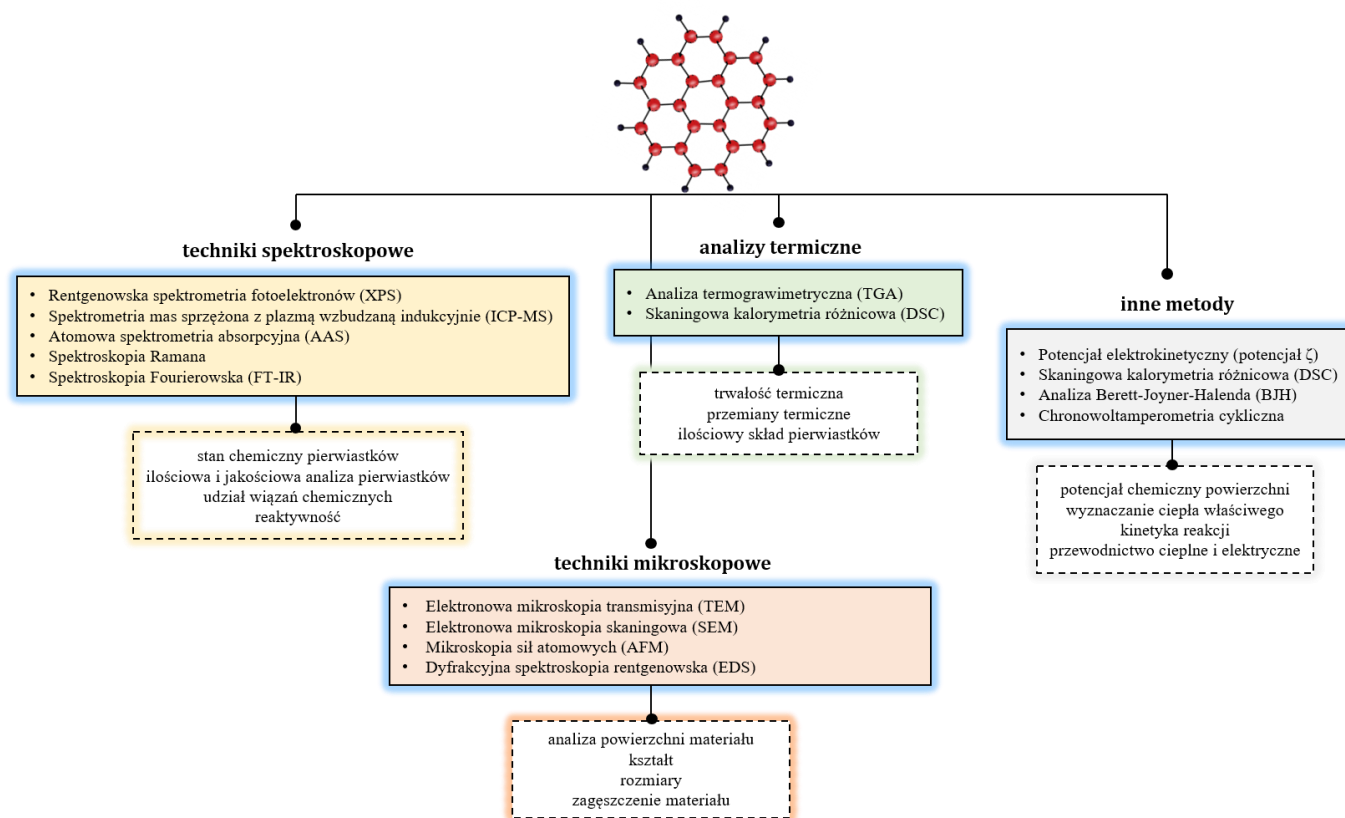 techniki spektroskopowe
• Rentgenowska spektrometria fotoelektronów (XPS)
• Spektrometria mas sprzężona z plazmą wzbudzaną indukcyjnie (ICP-MS)
• Atomowa spektrometria absorpcyjna (AAS)
• Spektroskopia Ramana
• Spektroskopia Fourierowska (FT-IR)
stan chemiczny pierwiastków
ilościowa i jakościowa analiza pierwiastków
udział wiązań chemicznych
reaktywność
analizy termiczne
• Analiza termograwimetryczna (TGA)
• Skaningowa kalorymetria różnicowa (DSC)
trwałość termiczna
przemiany termiczne
ilościowy skład pierwiastków
inne metody
• Potencjał elektrokinetyczny (potencjał ζ)
• Skaningowa kalorymetria różnicowa (DSC)
• Analiza Berett-Joyner-Halenda (BJH)
• Chronowoltamperometria cykliczna
potencjał chemiczny powierzchni
wyznaczanie ciepła właściwego
kinetyka reakcji
przewodnictwo cieplne i elektryczne
techniki mikroskopowe
• Elektronowa mikroskopia transmisyjna (TEM)
• Elektronowa mikroskopia skaningowa (SEM)
• Mikroskopia sił atomowych (AFM)
• Dyfrakcyjna spektroskopia rentgenowska (EDS)
analiza powierzchni materiału
kształt
rozmiary
zagęszczenie materiału